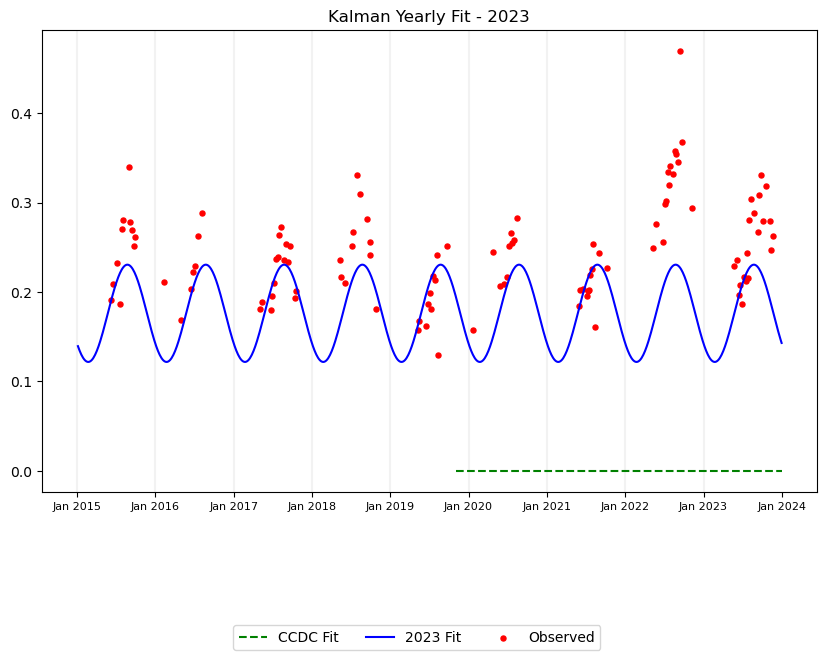 Kalman Yearly Fit - 2023
0.4
0.3
0.2
0.1
0.0
Jan 2015 Jan 2016 Jan 2017 Jan 2018 Jan 2019 Jan 2020 Jan 2021 Jan 2022 Jan 2023 Jan 2024
CCDC Fit 2023 Fit Observed